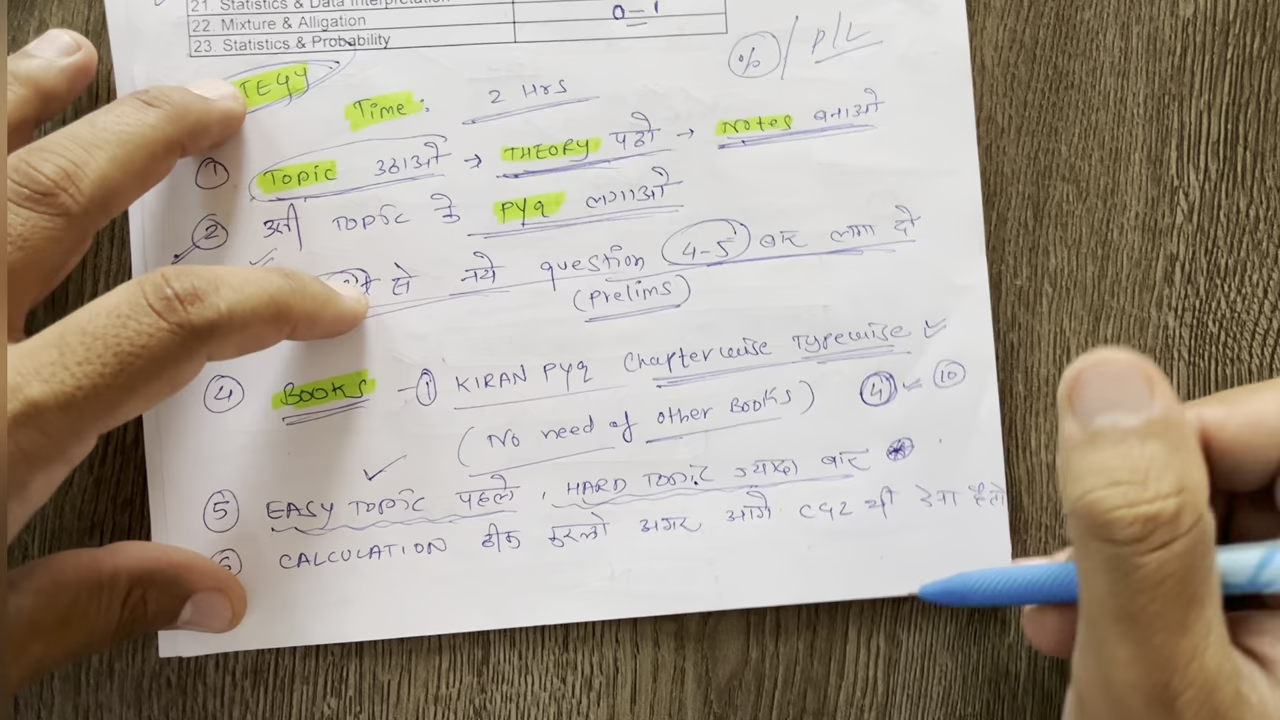 21. Statistics & Data Interpretation
22. Mixture & Alligation 0-1
23. Statistics & Probability
% / P/L
TEGY
Time: 2 Hrs
① Topic उठाओ → THEORY पढो → Notes बनाओ
② उसी TOPIC के PYQ लगाओ
से नये question 4-5 बार लगा दो
(Prelims)
④ BOOKS - ① KIRAN PYQ Chapterwise Typewise ✓
(No need of other BOOKS) ④ ⑩
⑤ EASY TOPIC पहले, HARD TOPIC ज्यादा बार
⑥ CALCULATION ठीक करलो अगर आगे CGL भी देना है तो